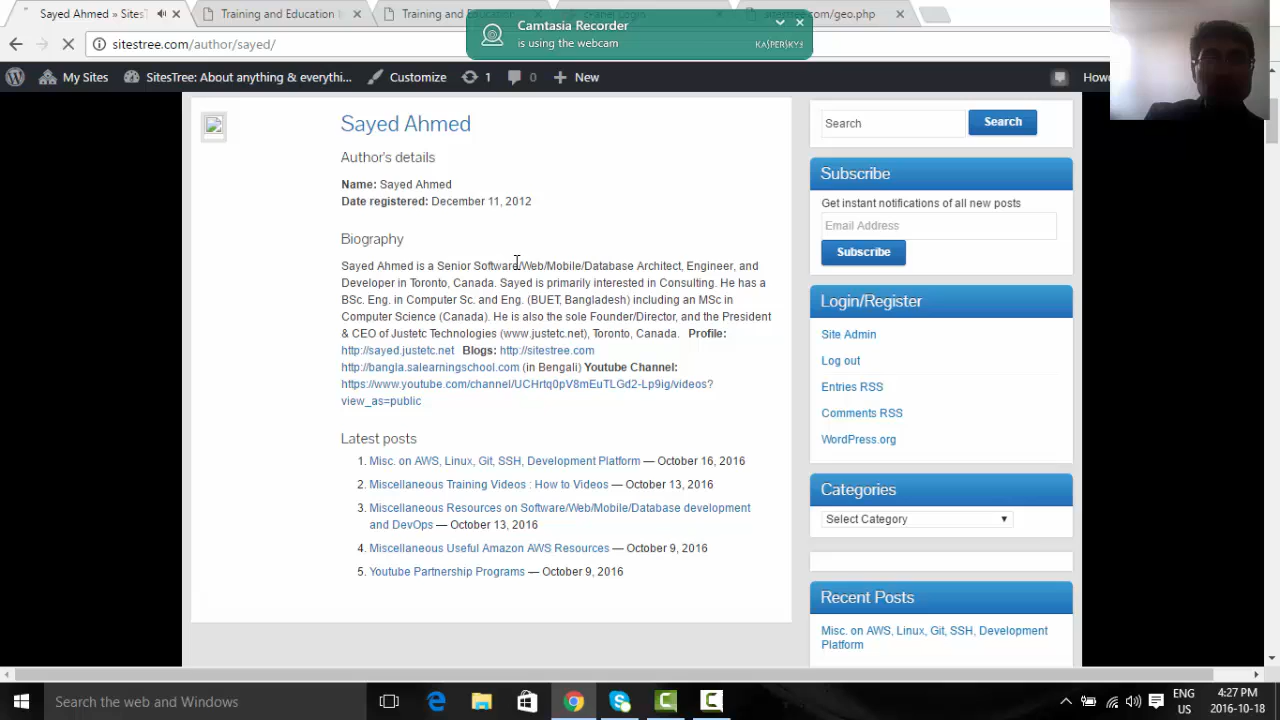 Sayed Ahmed » Sites
Training and Education
Training and Education
sitestree.com/geo.php
Camtasia Recorder
is using the webcam
KASPERSKY
sitestree.com/author/sayed/
My Sites
SitesTree: About anything & everythi...
Customize
1
0
New
How
Sayed Ahmed
Author's details
Name: Sayed Ahmed
Date registered: December 11, 2012
Biography
Sayed Ahmed is a Senior Software/Web/Mobile/Database Architect, Engineer, and
Developer in Toronto, Canada. Sayed is primarily interested in Consulting. He has a
BSc. Eng. in Computer Sc. and Eng. (BUET, Bangladesh) including an MSc in
Computer Science (Canada). He is also the sole Founder/Director, and the President
& CEO of Justetc Technologies (www.justetc.net), Toronto, Canada. Profile:
http://sayed.justetc.net Blogs: http://sitestree.com
http://bangla.salearningschool.com (in Bengali) Youtube Channel:
https://www.youtube.com/channel/UCHrtq0pV8mEuTLGd2-Lp9ig/videos?
view_as=public
Latest posts
1. Misc. on AWS, Linux, Git, SSH, Development Platform — October 16, 2016
2. Miscellaneous Training Videos : How to Videos — October 13, 2016
3. Miscellaneous Resources on Software/Web/Mobile/Database development
and DevOps — October 13, 2016
4. Miscellaneous Useful Amazon AWS Resources — October 9, 2016
5. Youtube Partnership Programs — October 9, 2016
Search
Search
Subscribe
Get instant notifications of all new posts
Email Address
Subscribe
Login/Register
Site Admin
Log out
Entries RSS
Comments RSS
WordPress.org
Categories
Select Category
Recent Posts
Misc. on AWS, Linux, Git, SSH, Development
Platform
Search the web and Windows
ENG
US
4:27 PM
2016-10-18